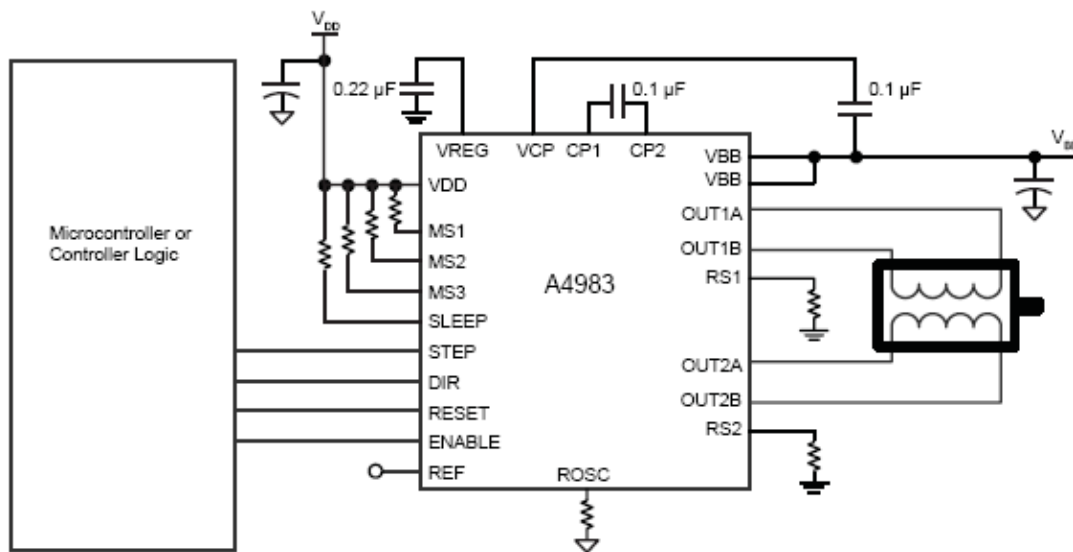 VDD
0.22 µF
0.1 µF
0.1 µF
VREG
VCP
CP1
CP2
VBB
VBB
VDD
OUT1A
Microcontroller or
Controller Logic
MS1
OUT1B
MS2
RS1
MS3
A4983
SLEEP
STEP
OUT2A
DIR
OUT2B
RESET
RS2
ENABLE
REF
ROSC